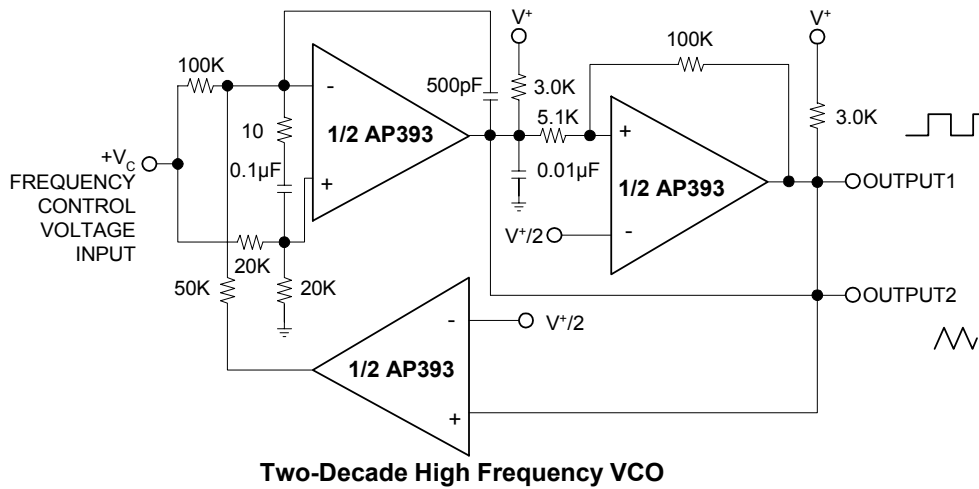 V+
V+
100K
100K
500pF
3.0K
3.0K
-
5.1K
+
10
1/2 AP393
0.1µF
0.01µF
1/2 AP393
+
+VC
FREQUENCY
CONTROL
VOLTAGE
INPUT
OUTPUT1
-
V+/2
20K
50K
20K
OUTPUT2
-
V+/2
1/2 AP393
+
Two-Decade High Frequency VCO